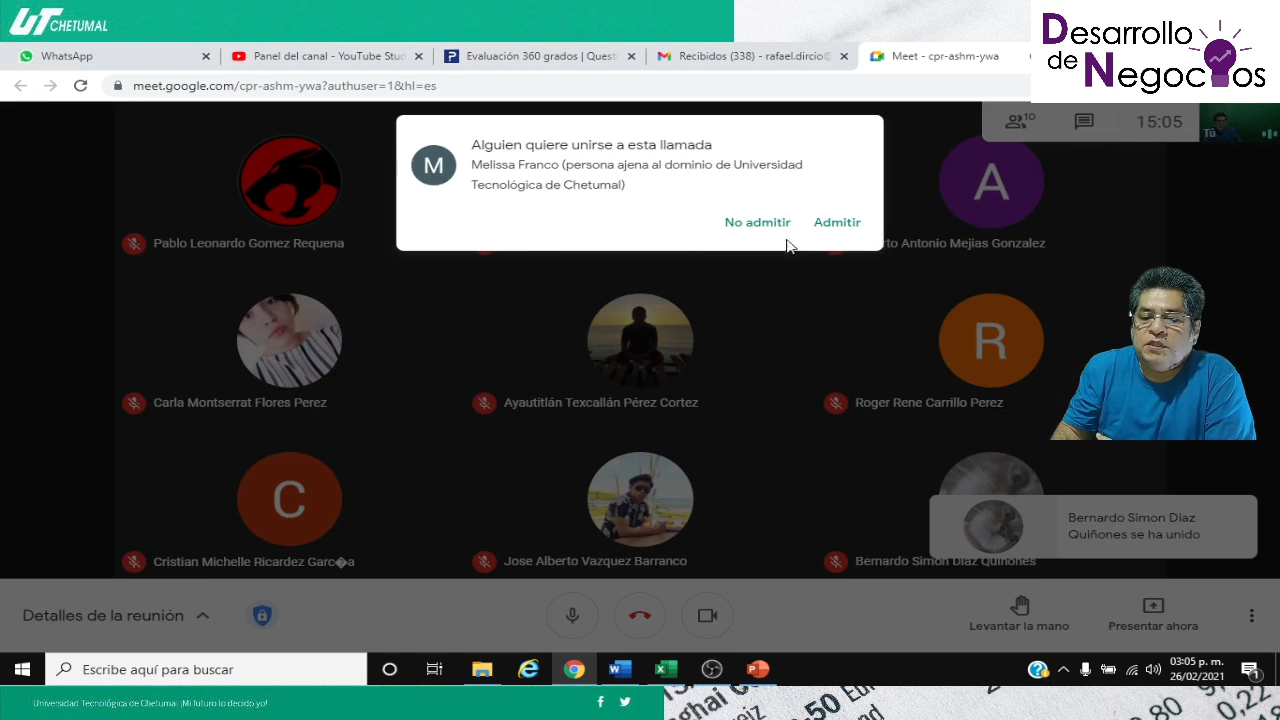 UT CHETUMAL
Desarrollo
de Negocios
WhatsApp
Panel del canal - YouTube Stud
Evaluación 360 grados | Quest
Recibidos (338) - rafael.dircio@
Meet - cpr-ashm-ywa
meet.google.com/cpr-ashm-ywa?authuser=1&hl=es
10
15:05
Tú
Alguien quiere unirse a esta llamada
M
Melissa Franco (persona ajena al dominio de Universidad
Tecnológica de Chetumal)
No admitir
Admitir
A
Pablo Leonardo Gomez Requena
Antonio Mejias Gonzalez
R
Carla Montserrat Flores Perez
Ayautitlán Texcallán Pérez Cortez
Roger Rene Carrillo Perez
C
Bernardo Simon Diaz
Quiñones se ha unido
Cristian Michelle Ricardez Garc�a
Jose Alberto Vazquez Barranco
Bernardo Simon Diaz Quiñones
Detalles de la reunión
Levantar la mano
Presentar ahora
Escribe aquí para buscar
03:05 p. m.
26/02/2021
1
Universidad Tecnológica de Chetumal ¡Mi futuro lo decido yo!